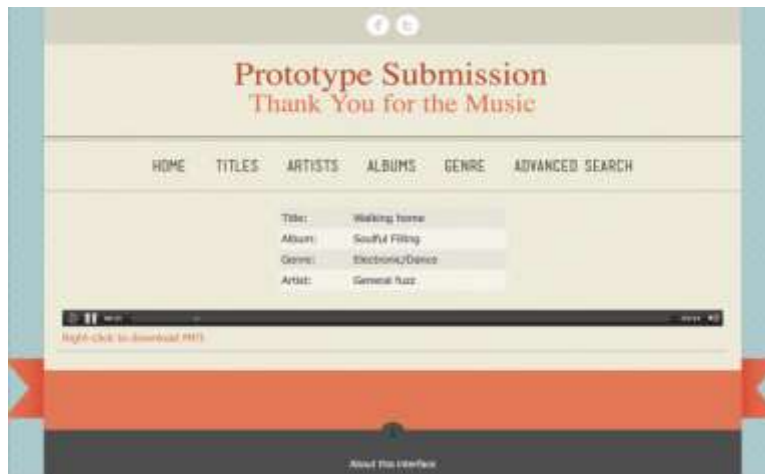 Prototype Submission
Thank You for the Music
HOME TITLES ARTISTS ALBUMS GENRE ADVANCED SEARCH
Title: Walking home
Album: Soulful Filling
Genre: Electronic/Dance
Artist: General fuzz
Right-click to download MP3
About this interface